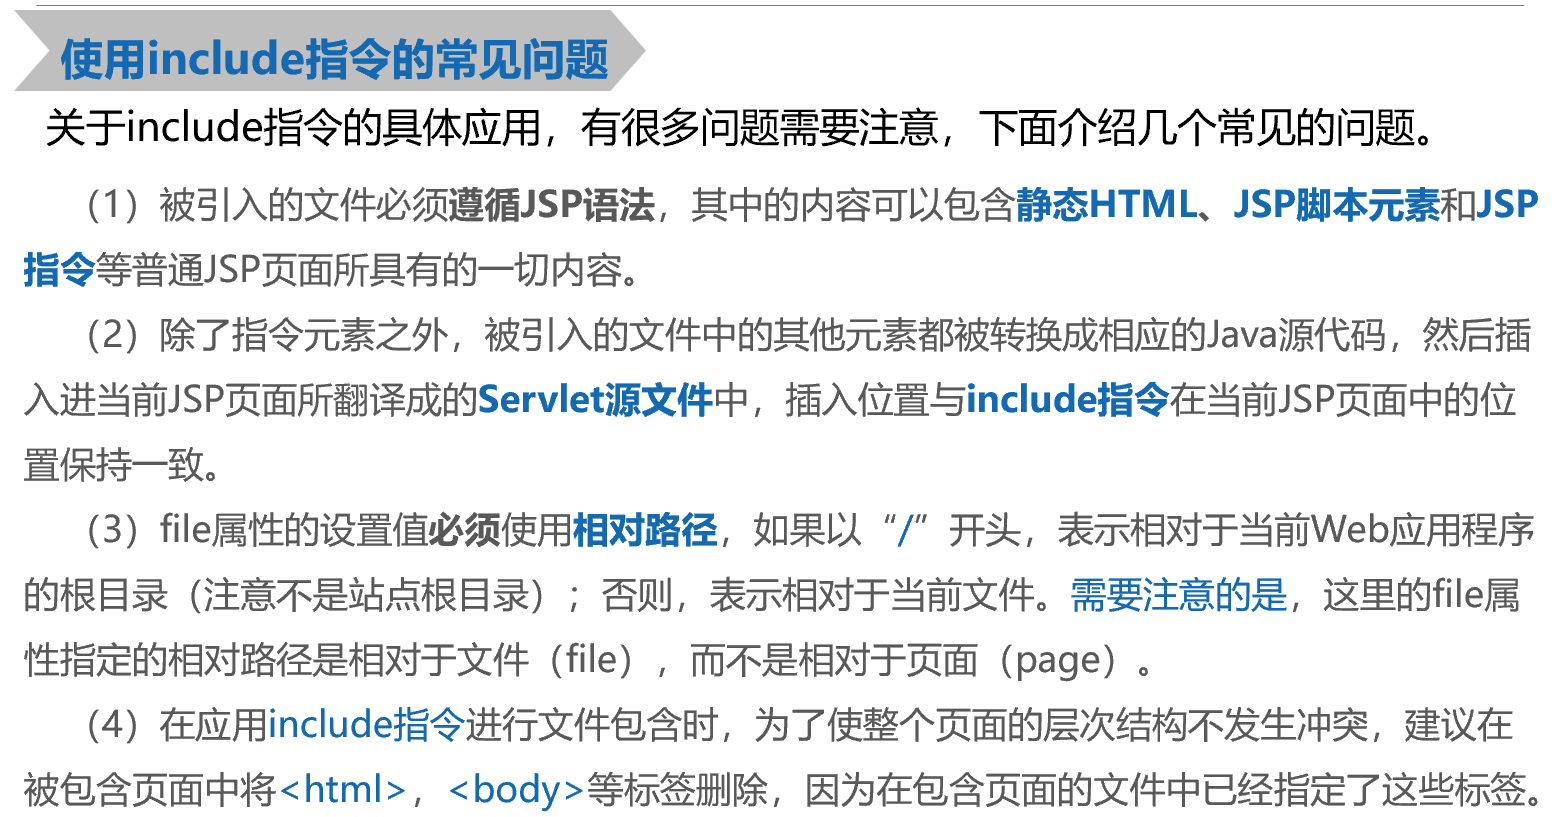 使用include指令的常见问题
关于include指令的具体应用，有很多问题需要注意，下面介绍几个常见的问题。
（1）被引入的文件必须遵循JSP语法，其中的内容可以包含静态HTML、JSP脚本元素和JSP
指令等普通JSP页面所具有的一切内容。
（2）除了指令元素之外，被引入的文件中的其他元素都被转换成相应的Java源代码，然后插
入进当前JSP页面所翻译成的Servlet源文件中，插入位置与include指令在当前JSP页面中的位
置保持一致。
（3）file属性的设置值必须使用相对路径，如果以“/”开头，表示相对于当前Web应用程序
的根目录（注意不是站点根目录）；否则，表示相对于当前文件。需要注意的是，这里的file属
性指定的相对路径是相对于文件（file），而不是相对于页面（page）。
（4）在应用include指令进行文件包含时，为了使整个页面的层次结构不发生冲突，建议在
被包含页面中将<html>，<body>等标签删除，因为在包含页面的文件中已经指定了这些标签。